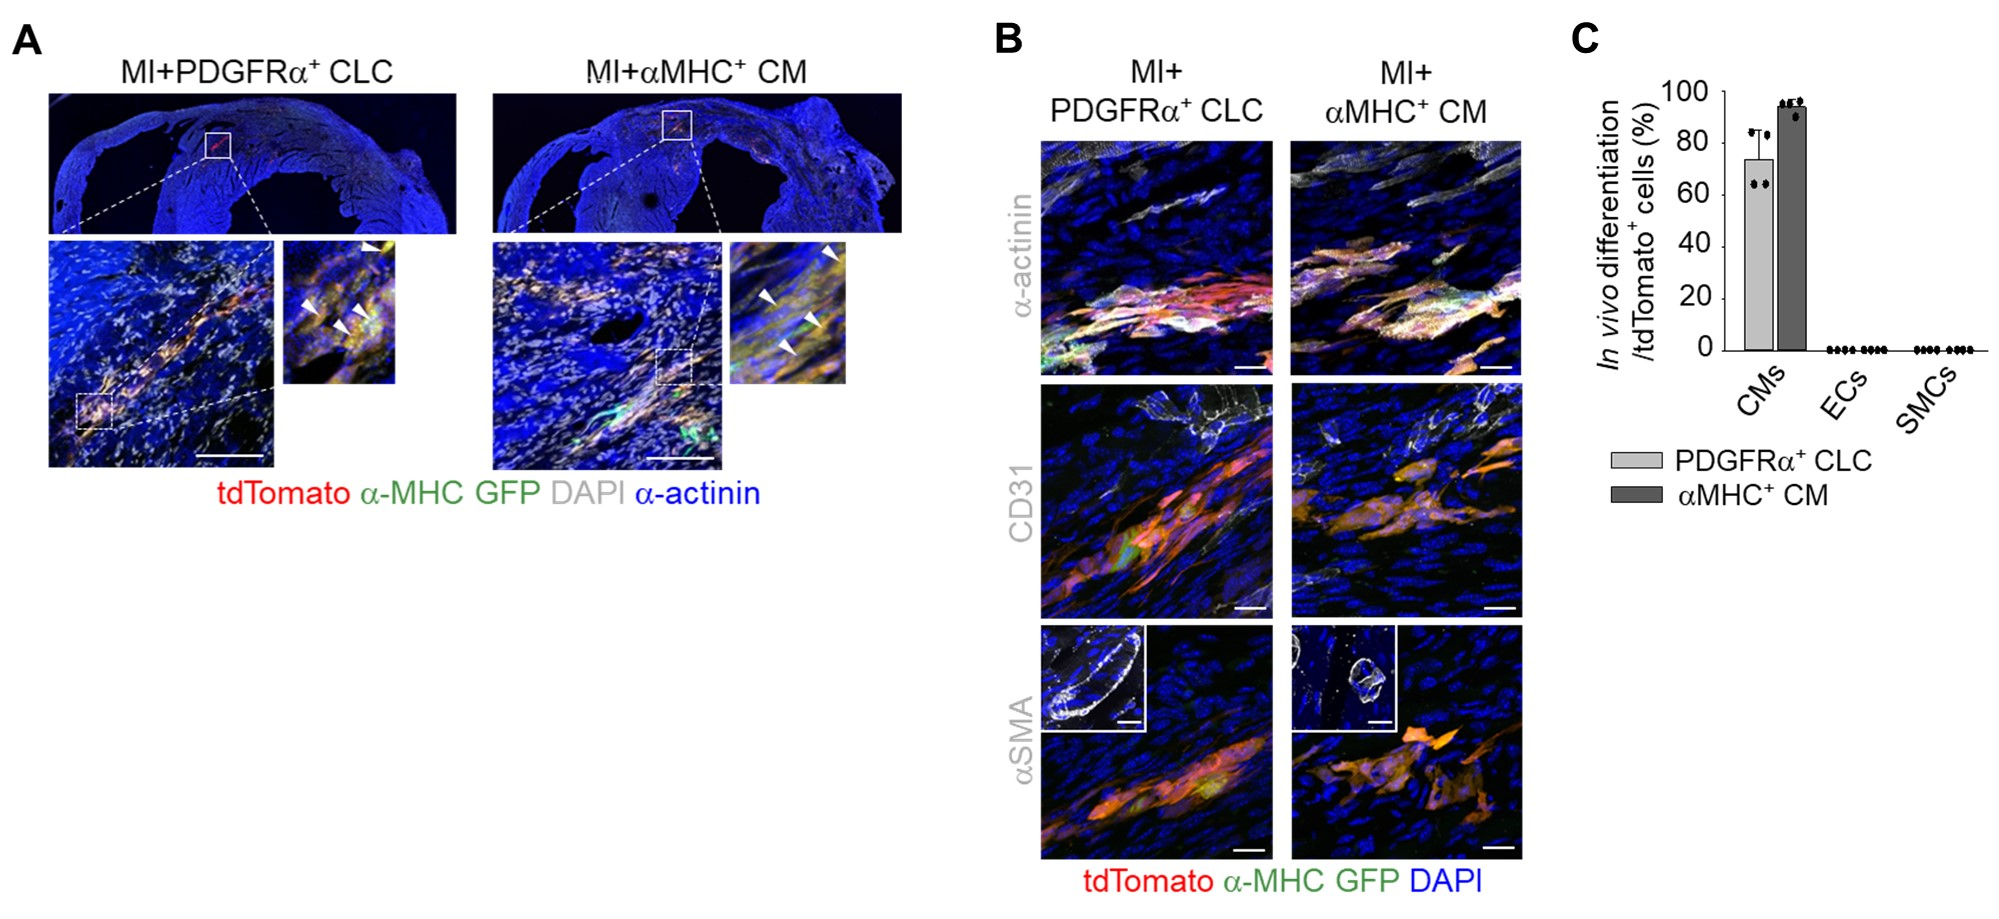 A
MI+PDGFRα⁺ CLC
MI+αMHC⁺ CM
tdTomato α-MHC GFP DAPI α-actinin
B
MI+
PDGFRα⁺ CLC
MI+
αMHC⁺ CM
α-actinin
CD31
αSMA
tdTomato α-MHC GFP DAPI
C
In vivo differentiation
/tdTomato⁺ cells (%)
100
80
60
40
20
0
CMs
ECs
SMCs
PDGFRα⁺ CLC
αMHC⁺ CM